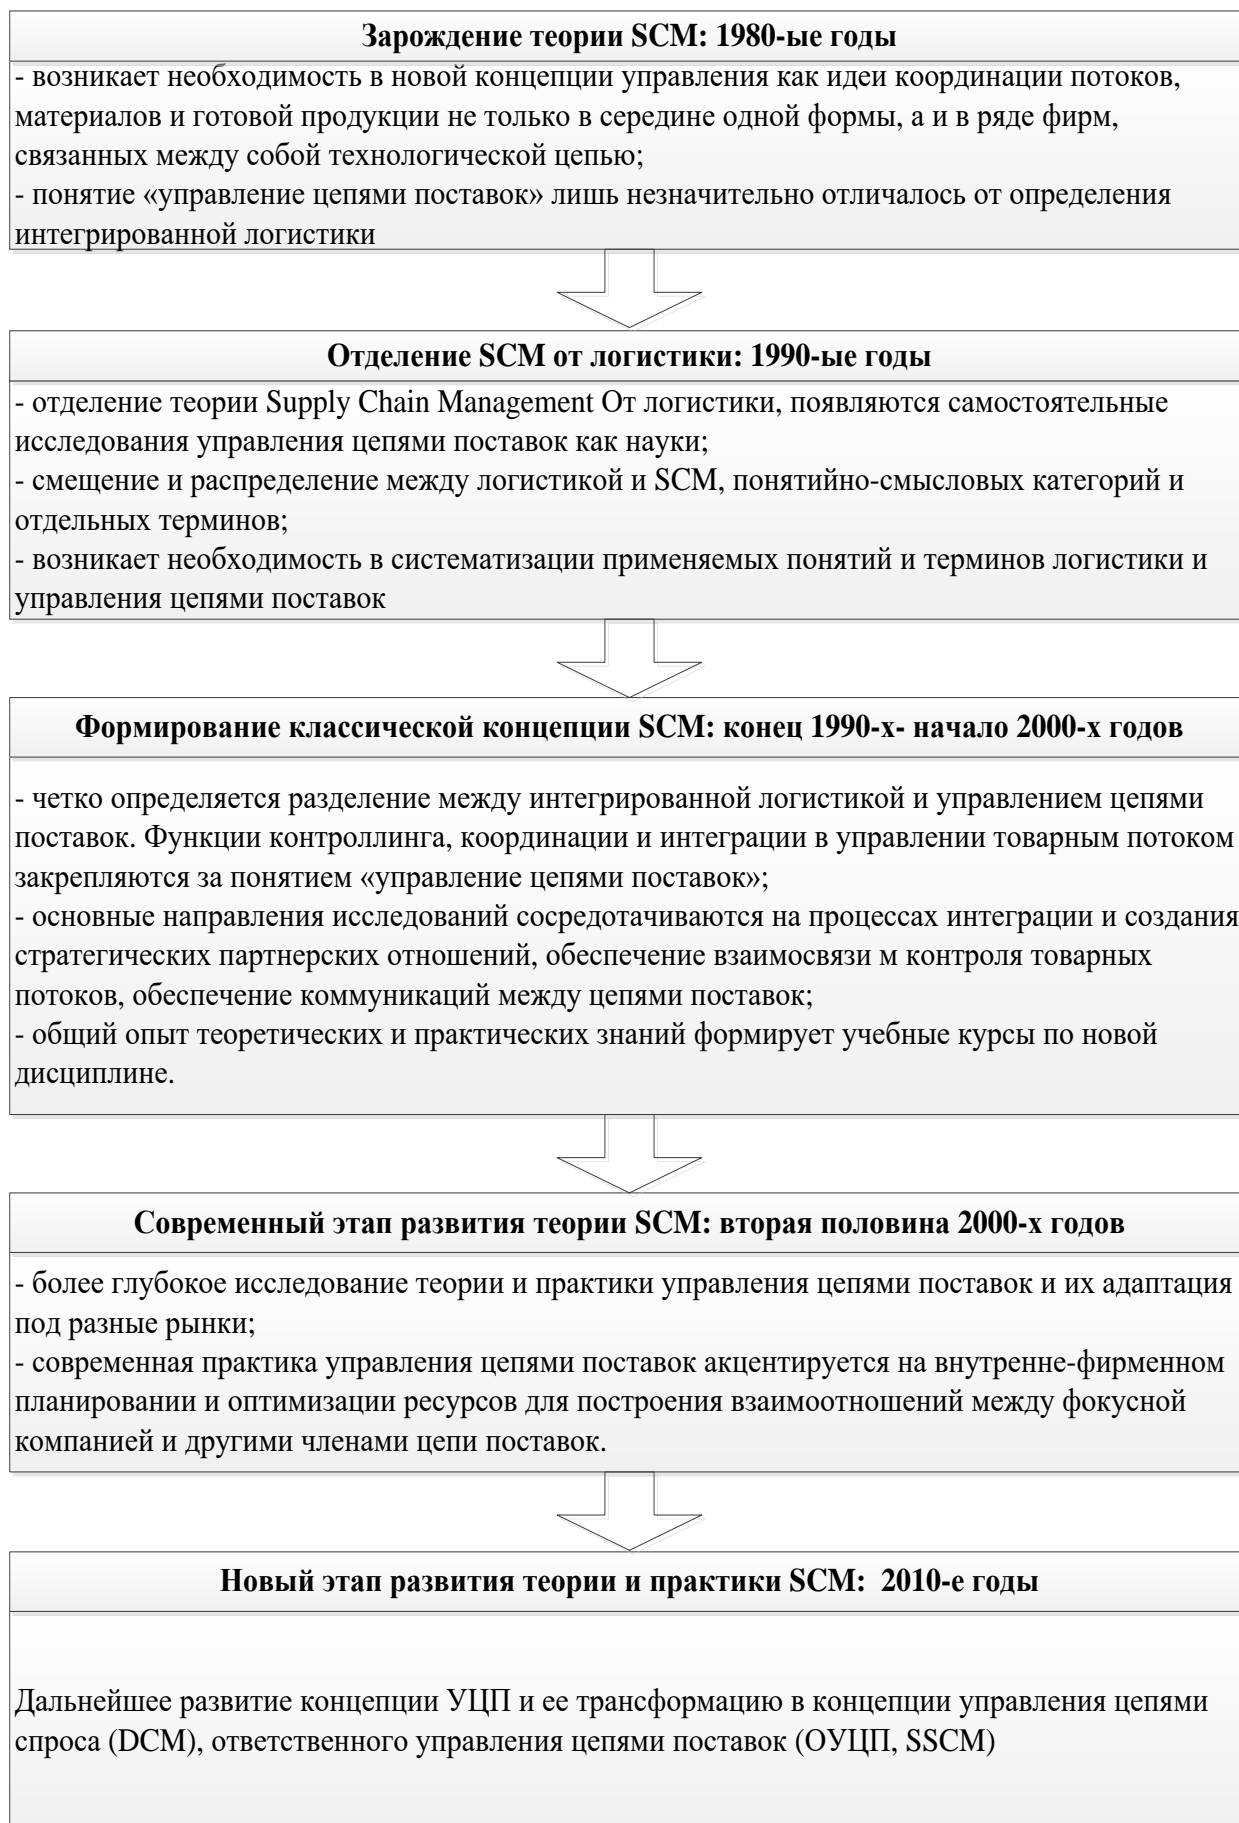 Зарождение теории SCM: 1980-ые годы
- возникает необходимость в новой концепции управления как идеи координации потоков,
материалов и готовой продукции не только в середине одной формы, а и в ряде фирм,
связанных между собой технологической цепью;
- понятие «управление цепями поставок» лишь незначительно отличалось от определения
интегрированной логистики
Отделение SCM от логистики: 1990-ые годы
- отделение теории Supply Chain Management От логистики, появляются самостоятельные
исследования управления цепями поставок как науки;
- смещение и распределение между логистикой и SCM, понятийно-смысловых категорий и
отдельных терминов;
- возникает необходимость в систематизации применяемых понятий и терминов логистики и
управления цепями поставок
Формирование классической концепции SCM: конец 1990-х- начало 2000-х годов
- четко определяется разделение между интегрированной логистикой и управлением цепями
поставок. Функции контроллинга, координации и интеграции в управлении товарным потоком
закрепляются за понятием «управление цепями поставок»;
- основные направления исследований сосредотачиваются на процессах интеграции и создания
стратегических партнерских отношений, обеспечение взаимосвязи м контроля товарных
потоков, обеспечение коммуникаций между цепями поставок;
- общий опыт теоретических и практических знаний формирует учебные курсы по новой
дисциплине.
Современный этап развития теории SCM: вторая половина 2000-х годов
- более глубокое исследование теории и практики управления цепями поставок и их адаптация
под разные рынки;
- современная практика управления цепями поставок акцентируется на внутренне-фирменном
планировании и оптимизации ресурсов для построения взаимоотношений между фокусной
компанией и другими членами цепи поставок.
Новый этап развития теории и практики SCM:  2010-е годы
Дальнейшее развитие концепции УЦП и ее трансформацию в концепции управления цепями
спроса (DCM), ответственного управления цепями поставок (ОУЦП, SSCM)